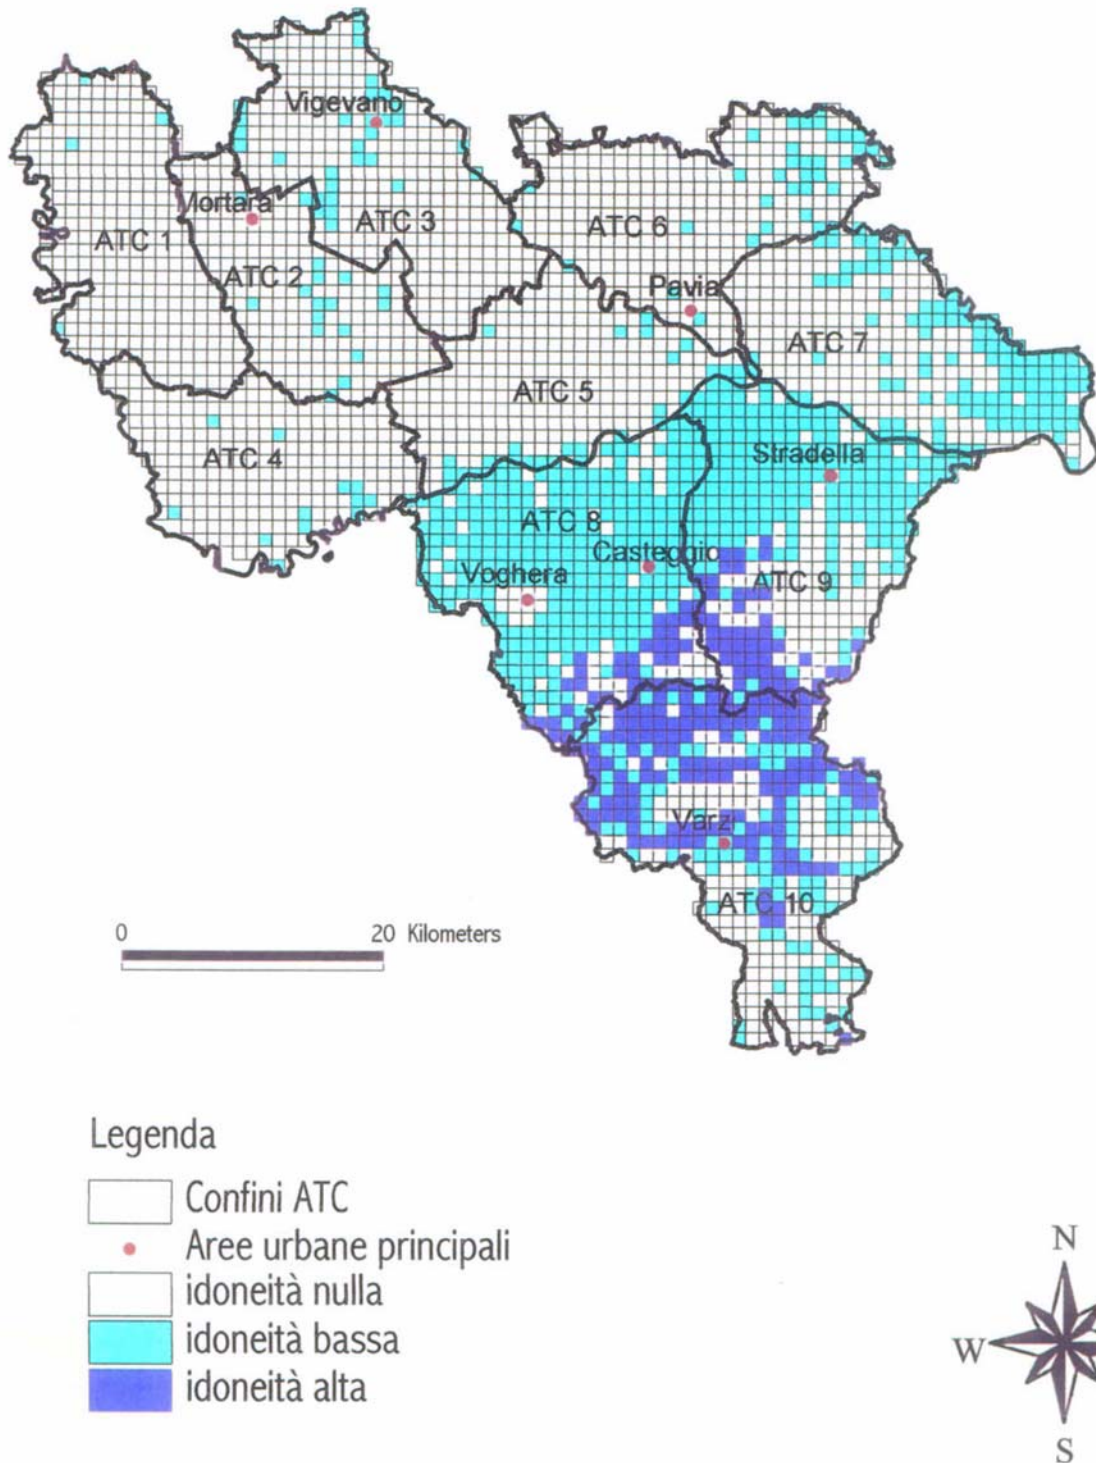 Vigevano
Mortara
ATC 1
ATC 3
ATC 6
ATC 2
Pavia
ATC 7
ATC 5
ATC 4
Stradella
ATC 8
Casteggio
Voghera
ATC 9
Varzi
ATC 10
0 20 Kilometers
Legenda
Confini ATC
Aree urbane principali
idoneità nulla
idoneità bassa
idoneità alta
N
W
S